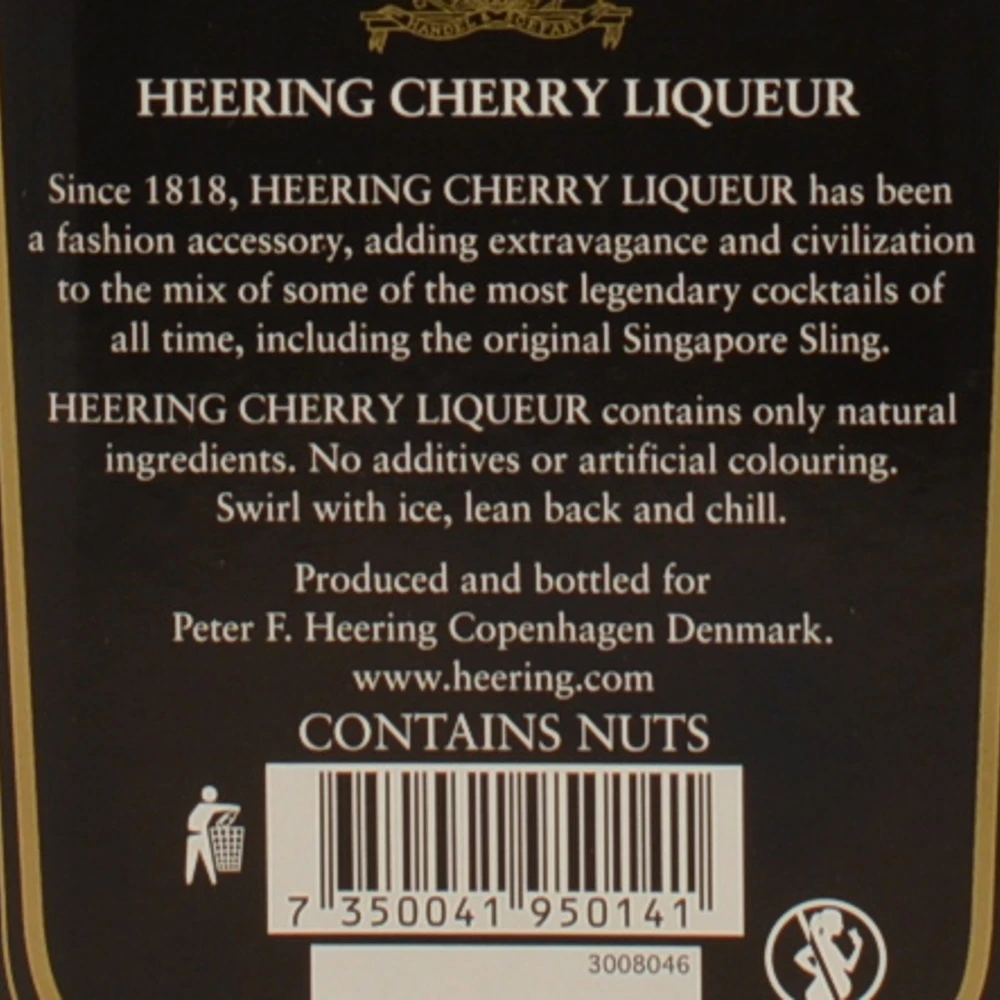 HANDEL & SØFART
HEERING CHERRY LIQUEUR
Since 1818, HEERING CHERRY LIQUEUR has been
a fashion accessory, adding extravagance and civilization
to the mix of some of the most legendary cocktails of
all time, including the original Singapore Sling.
HEERING CHERRY LIQUEUR contains only natural
ingredients. No additives or artificial colouring.
Swirl with ice, lean back and chill.
Produced and bottled for
Peter F. Heering Copenhagen Denmark.
www.heering.com
CONTAINS NUTS
7 350041 950141
3008046